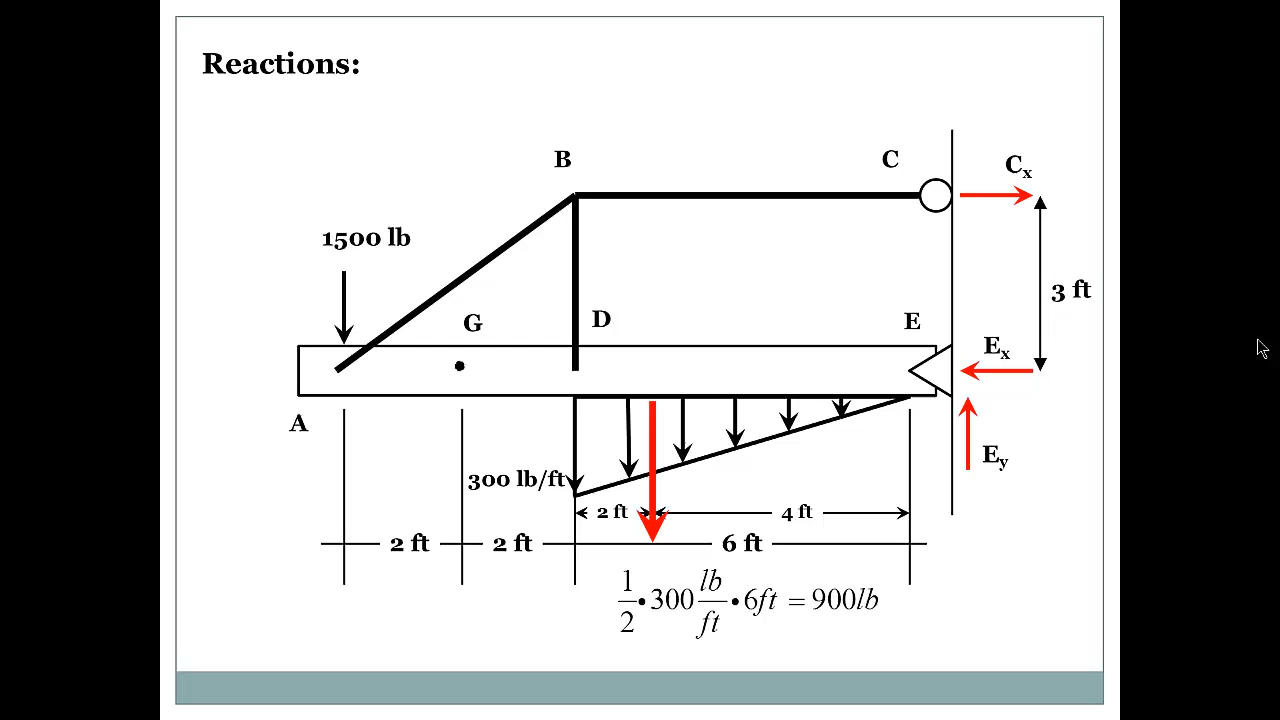 Reactions:
B
C
Cx
1500 lb
3 ft
G
D
E
Ex
A
Ey
300 lb/ft
2 ft
4 ft
2 ft
2 ft
6 ft
1/2 • 300 lb/ft • 6ft = 900lb